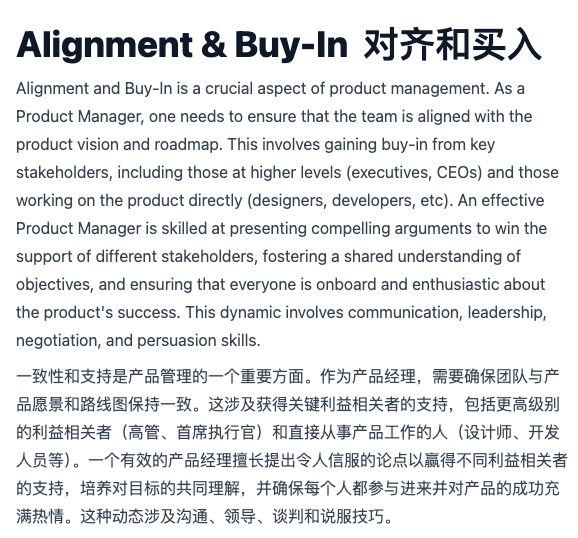 Alignment & Buy-In 对齐和买入
Alignment and Buy-In is a crucial aspect of product management. As a
Product Manager, one needs to ensure that the team is aligned with the
product vision and roadmap. This involves gaining buy-in from key
stakeholders, including those at higher levels (executives, CEOs) and those
working on the product directly (designers, developers, etc). An effective
Product Manager is skilled at presenting compelling arguments to win the
support of different stakeholders, fostering a shared understanding of
objectives, and ensuring that everyone is onboard and enthusiastic about
the product's success. This dynamic involves communication, leadership,
negotiation, and persuasion skills.
一致性和支持是产品管理的一个重要方面。作为产品经理，需要确保团队与产
品愿景和路线图保持一致。这涉及获得关键利益相关者的支持，包括更高级别
的利益相关者（高管、首席执行官）和直接从事产品工作的人（设计师、开发
人员等）。一个有效的产品经理擅长提出令人信服的论点以赢得不同利益相关者
的支持，培养对目标的共同理解，并确保每个人都参与进来并对产品的成功充
满热情。这种动态涉及沟通、领导、谈判和说服技巧。